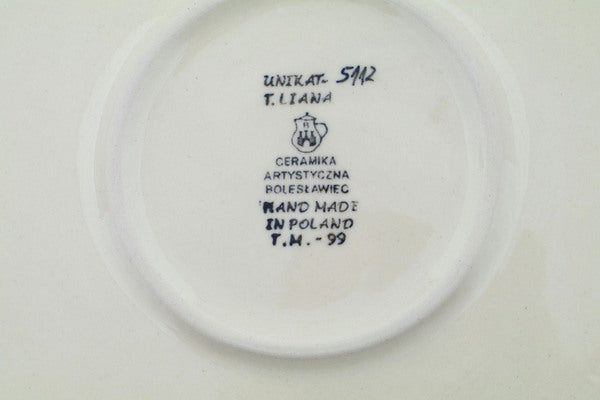 UNIKAT- 5112
T. LIANA
CERAMIKA
ARTYSTYCZNA
BOLESŁAWIEC
HAND MADE
IN POLAND
T.M. - 99